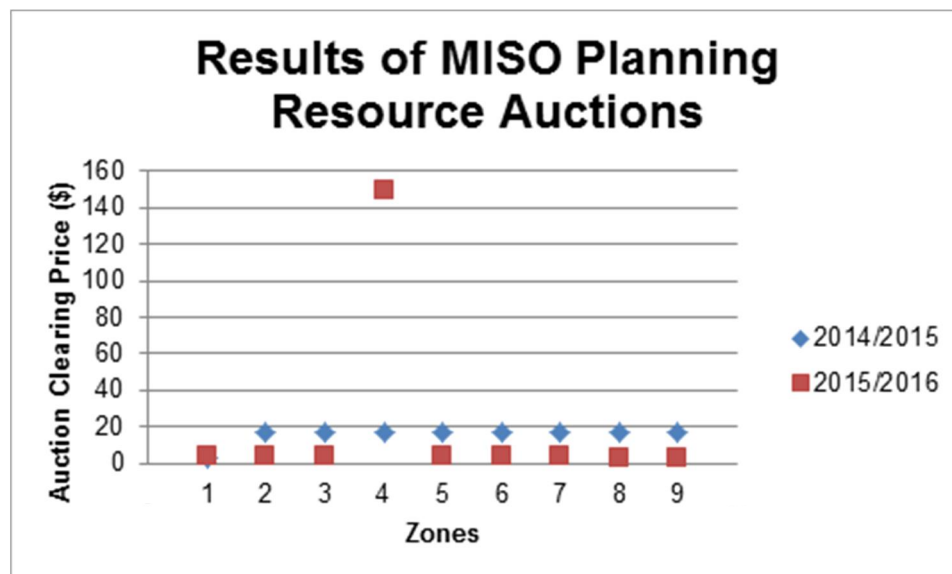 Results of MISO Planning
Resource Auctions
Auction Clearing Price ($)
160
140
120
100
80
60
40
20
0
1 2 3 4 5 6 7 8 9
Zones
2014/2015
2015/2016